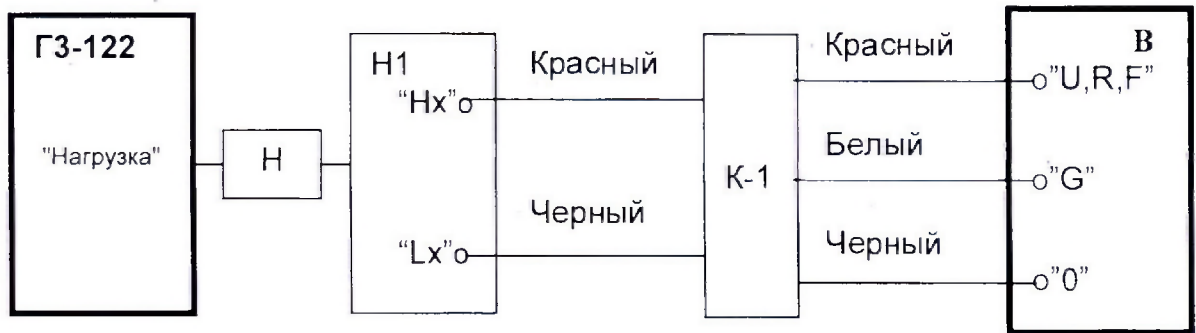 Г3-122
"Нагрузка"
Н
Н1
“Нх”
“Lx”
Красный
Черный
К-1
Красный
Белый
Черный
В
"U,R,F"
"G"
"0"